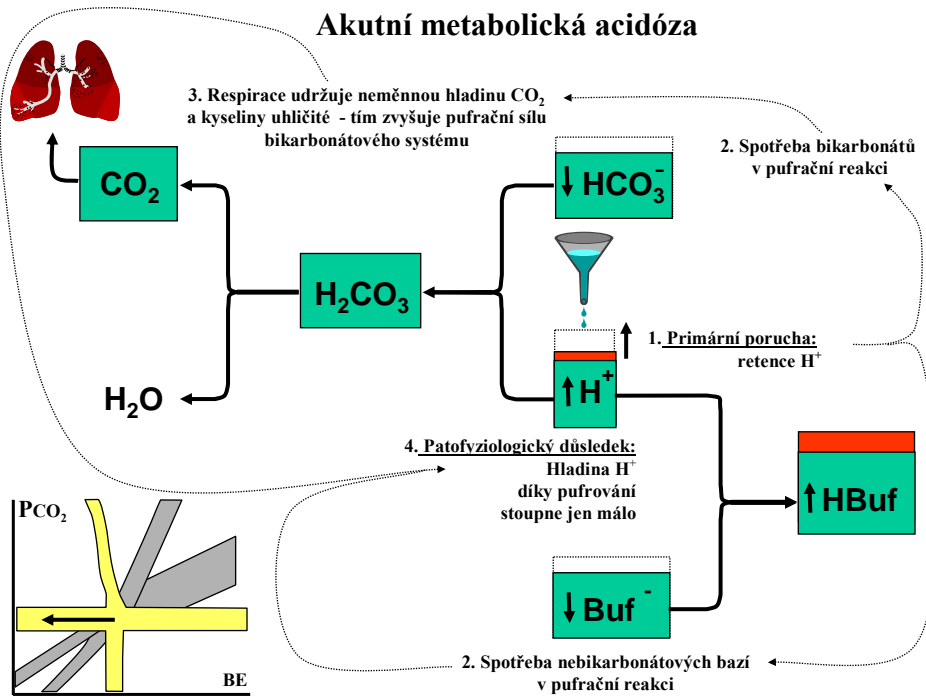 Akutní metabolická acidóza
3. Respirace udržuje neměnnou hladinu CO₂
a kyseliny uhličité - tím zvyšuje pufrační sílu
bikarbonátového systému
2. Spotřeba bikarbonátů
v pufrační reakci
CO₂
HCO₃⁻
H₂CO₃
1. Primární porucha:
retence H⁺
H⁺
H₂O
4. Patofyziologický důsledek:
Hladina H⁺
díky pufrování
stoupne jen málo
HBuf
PCO₂
Buf⁻
BE
2. Spotřeba nebikarbonátových bazí
v pufrační reakci